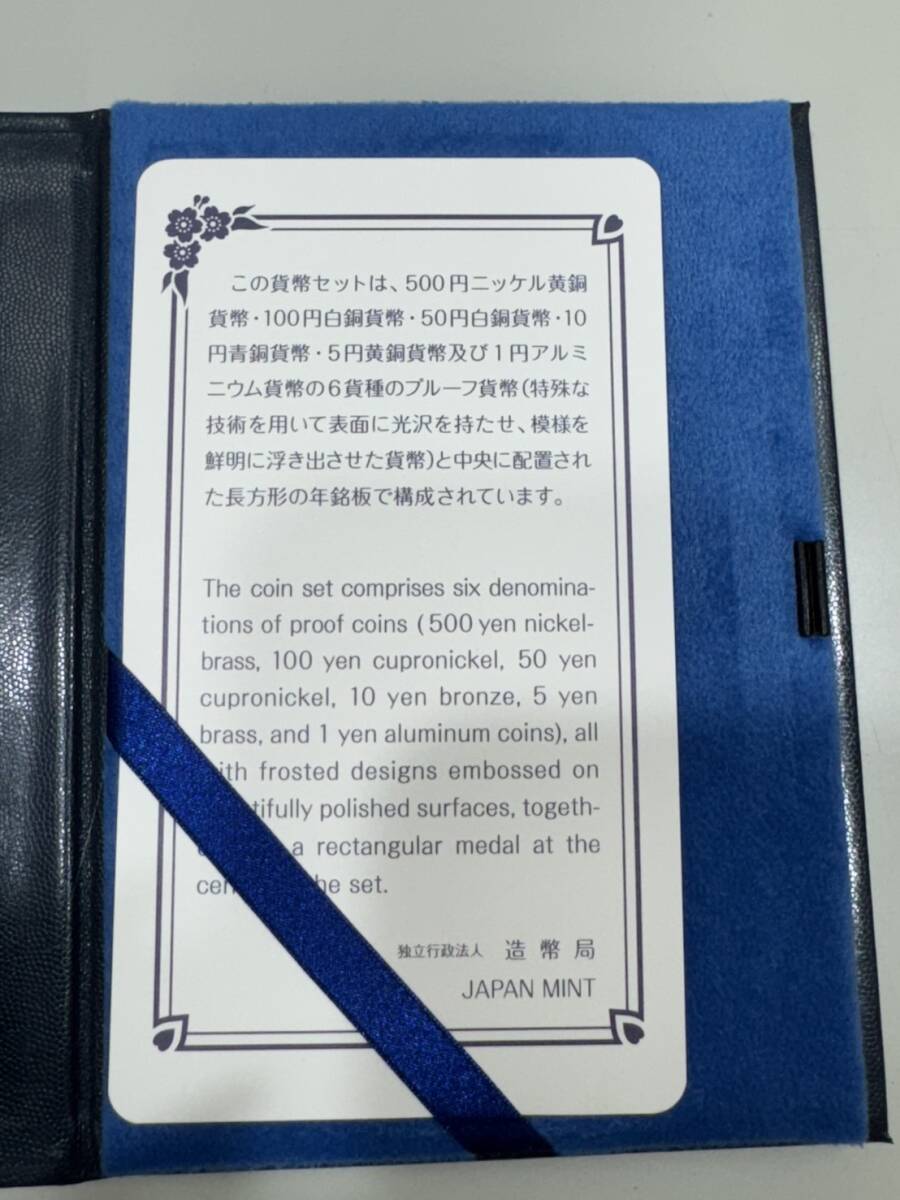 この貨幣セットは、500円ニッケル黄銅
貨幣・100円白銅貨幣・50円白銅貨幣・10
円青銅貨幣・5円黄銅貨幣及び1円アルミ
ニウム貨幣の6貨種のプルーフ貨幣(特殊な
技術を用いて表面に光沢を持たせ、模様を
鮮明に浮き出させた貨幣)と中央に配置され
た長方形の年銘板で構成されています。
The coin set comprises six denomina-
tions of proof coins (500 yen nickel-
brass, 100 yen cupronickel, 50 yen
cupronickel, 10 yen bronze, 5 yen
brass, and 1 yen aluminum coins), all
frosted designs embossed on
polished surfaces, togeth-
a rectangular medal at the
set.
独立行政法人 造幣局
JAPAN MINT